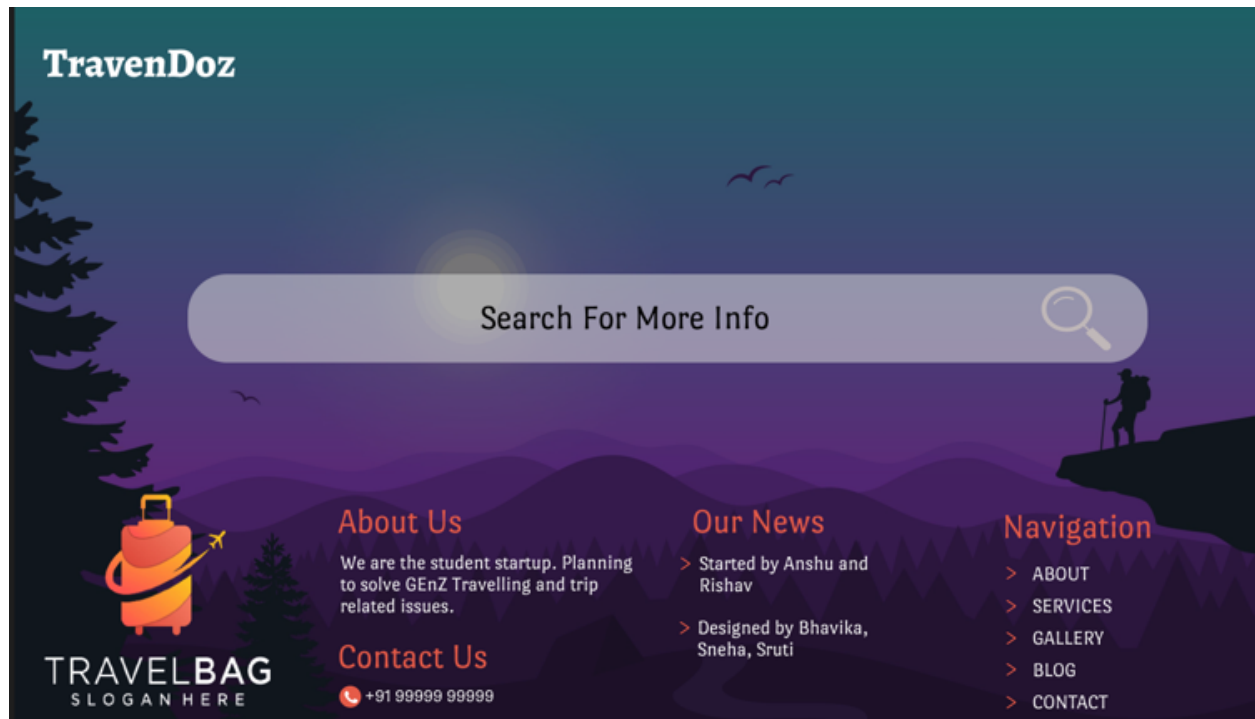 TravenDoz
Search For More Info
About Us
We are the student startup. Planning
to solve GEnZ Travelling and trip
related issues.
Contact Us
+91 99999 99999
Our News
> Started by Anshu and
Rishav
> Designed by Bhavika,
Sneha, Sruti
Navigation
> ABOUT
> SERVICES
> GALLERY
> BLOG
> CONTACT
TRAVELBAG
SLOGAN HERE